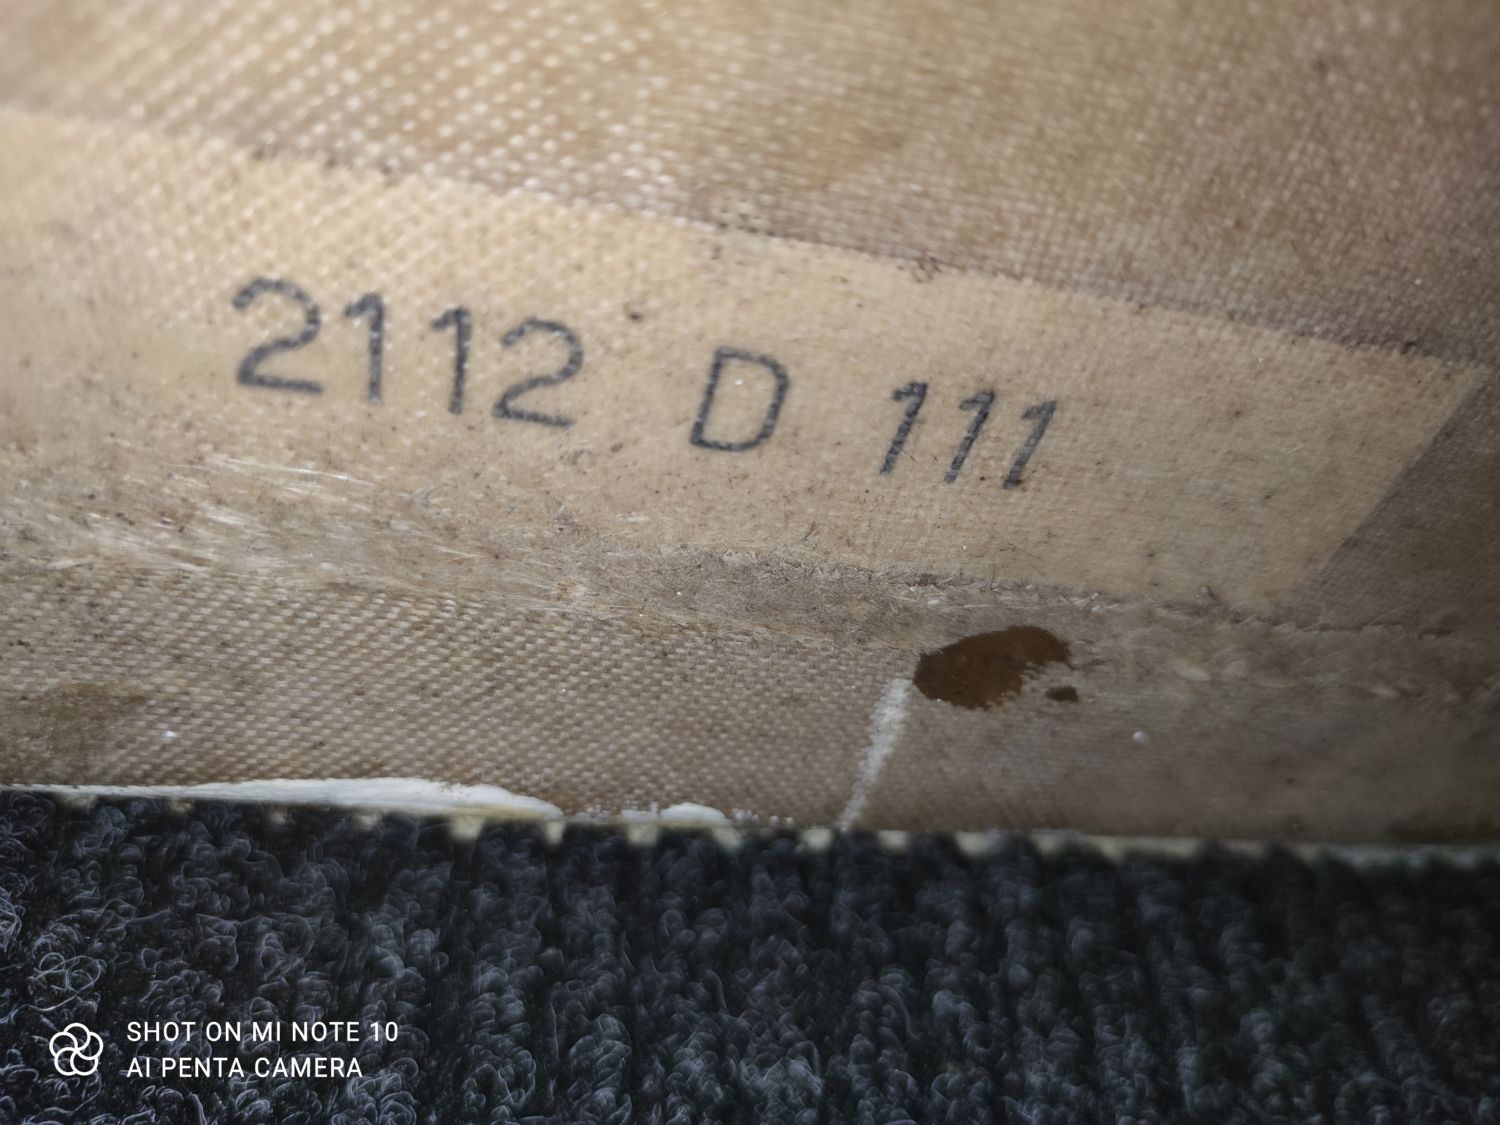 2112 D 111
SHOT ON MI NOTE 10
AI PENTA CAMERA